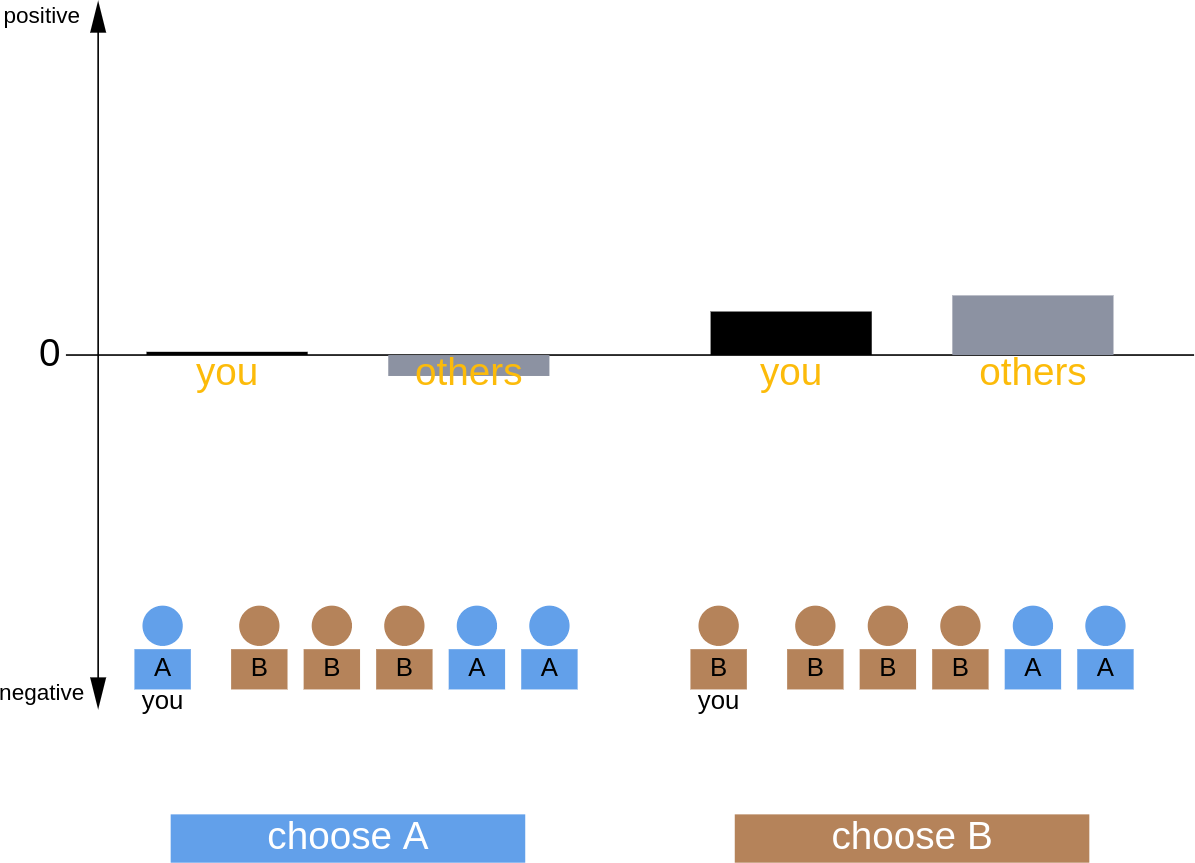 positive
0
you others you others
A B B B A A B B B B A A
negative
you you
choose A choose B